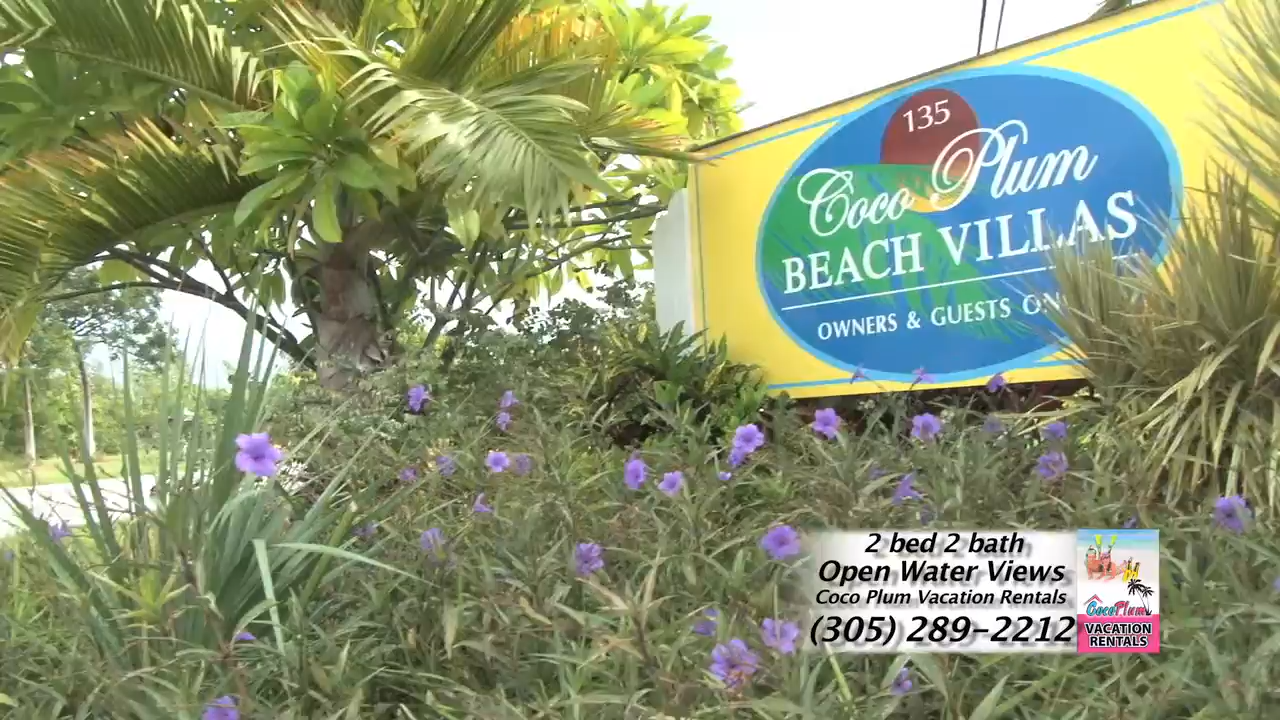 135
Coco Plum
BEACH VILLAS
OWNERS & GUESTS
2 bed 2 bath
Open Water Views
Coco Plum Vacation Rentals
(305) 289-2212
CocoPlum
VACATION
RENTALS